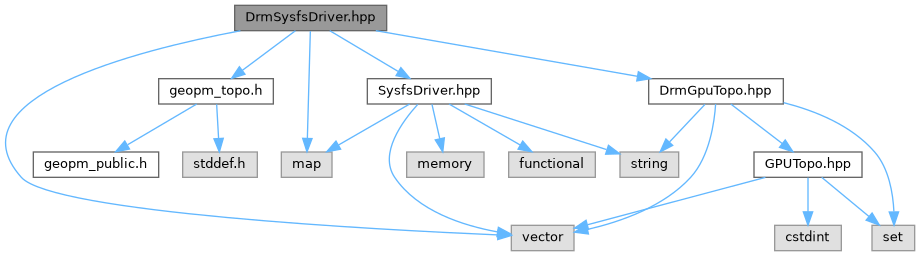 DrmSysfsDriver.hpp
geopm_topo.h
SysfsDriver.hpp
DrmGpuTopo.hpp
geopm_public.h
stddef.h
map
memory
functional
string
GPUTopo.hpp
vector
cstdint
set